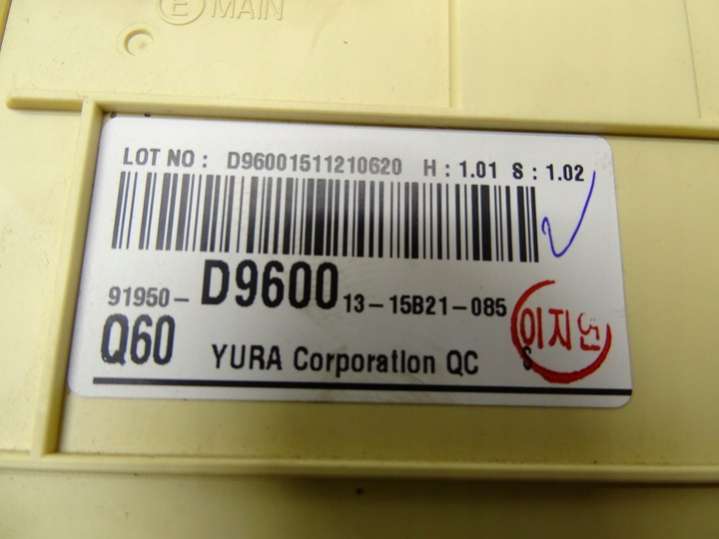 E MAIN
LOT NO : D96001511210620 H : 1.01 S : 1.02
91950- D9600 13-15B21-085
Q60 YURA Corporation QC S
이지연